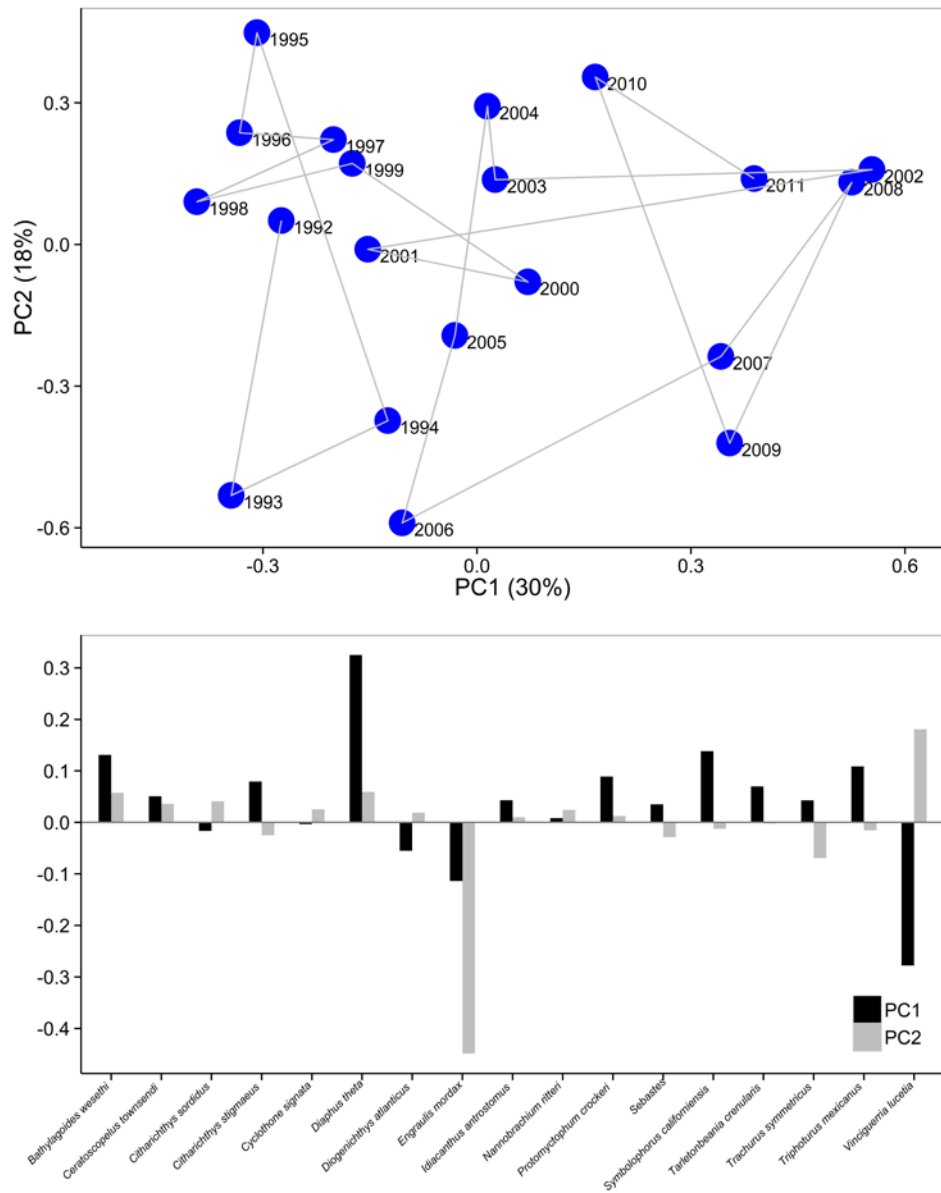 1995
0.3
2010
2004
1996
1997
1999
2003
2011
2002
2008
1998
1992
0.0
2001
2000
2005
2007
-0.3
1994
2009
1993
2006
-0.6
PC2 (18%)
-0.3 0.0 0.3 0.6
PC1 (30%)
0.3
0.2
0.1
0.0
-0.1
-0.2
-0.3
-0.4
PC1
PC2
Bathylagoides wesethi
Ceratoscopelus townsendi
Citharichthys sordidus
Citharichthys stigmaeus
Cyclothone signata
Diaphus theta
Diogenichthys atlanticus
Engraulis mordax
Idiacanthus antrostomus
Nannobrachium ritteri
Protomyctophum crockeri
Sebastes
Symbolophorus californiensis
Tarletonbeania crenularis
Trachurus symmetricus
Triphoturus mexicanus
Vinciguerria lucetia